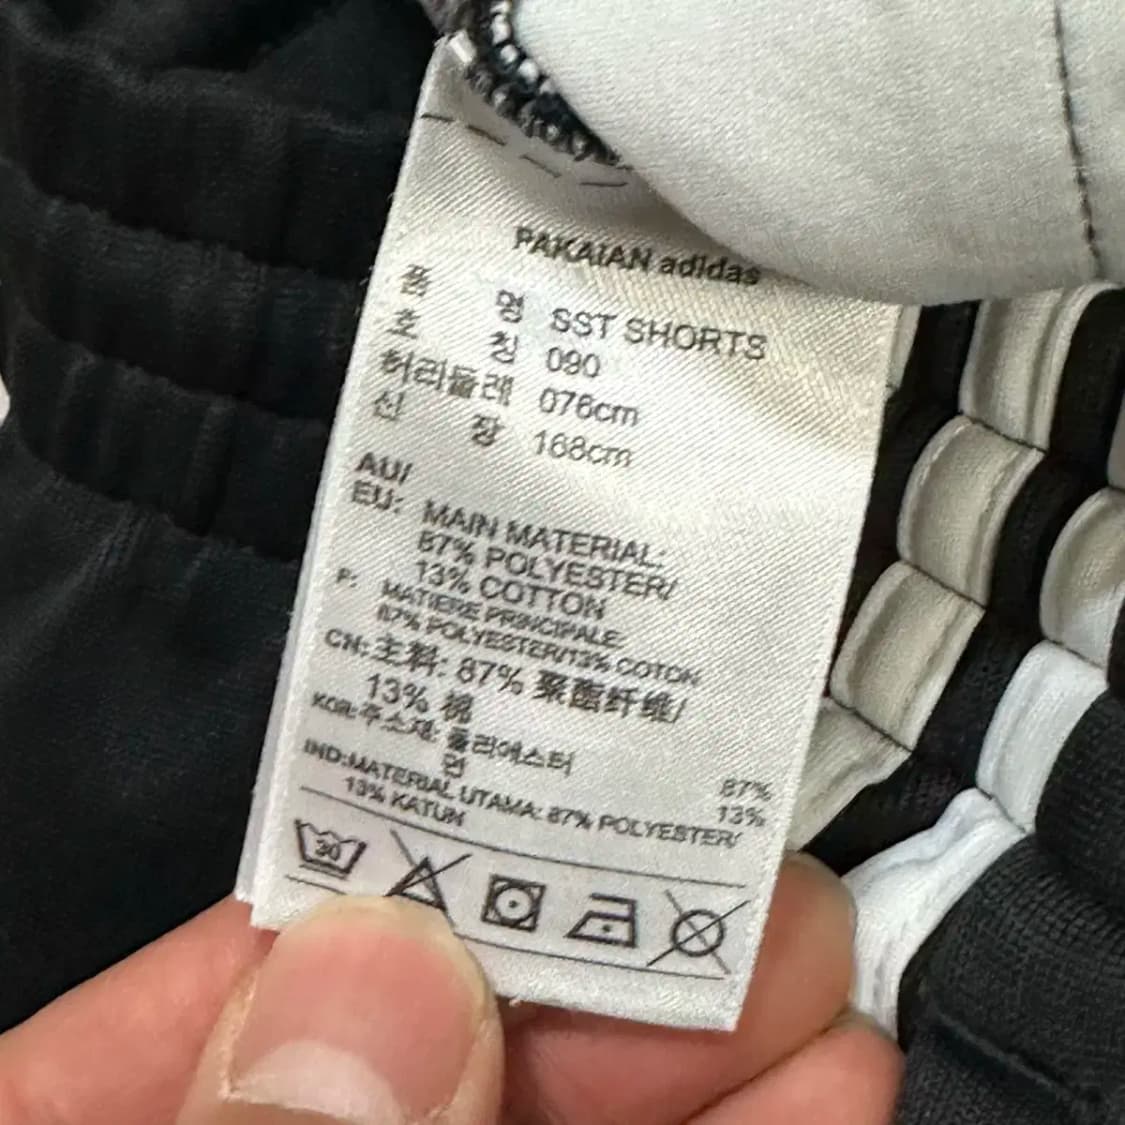 PAKAIAN adidas
품 명 SST SHORTS
호 칭 090
허리둘레 076cm
신 장 168cm
AU/
EU: MAIN MATERIAL:
87% POLYESTER/
13% COTTON
F: MATIERE PRINCIPALE:
87% POLYESTER/13% COTON
CN:主料: 87% 聚酯纤维/
13% 棉
KOR:주소재: 폴리에스터 87%
면 13%
IND:MATERIAL UTAMA: 87% POLYESTER/
13% KATUN
30